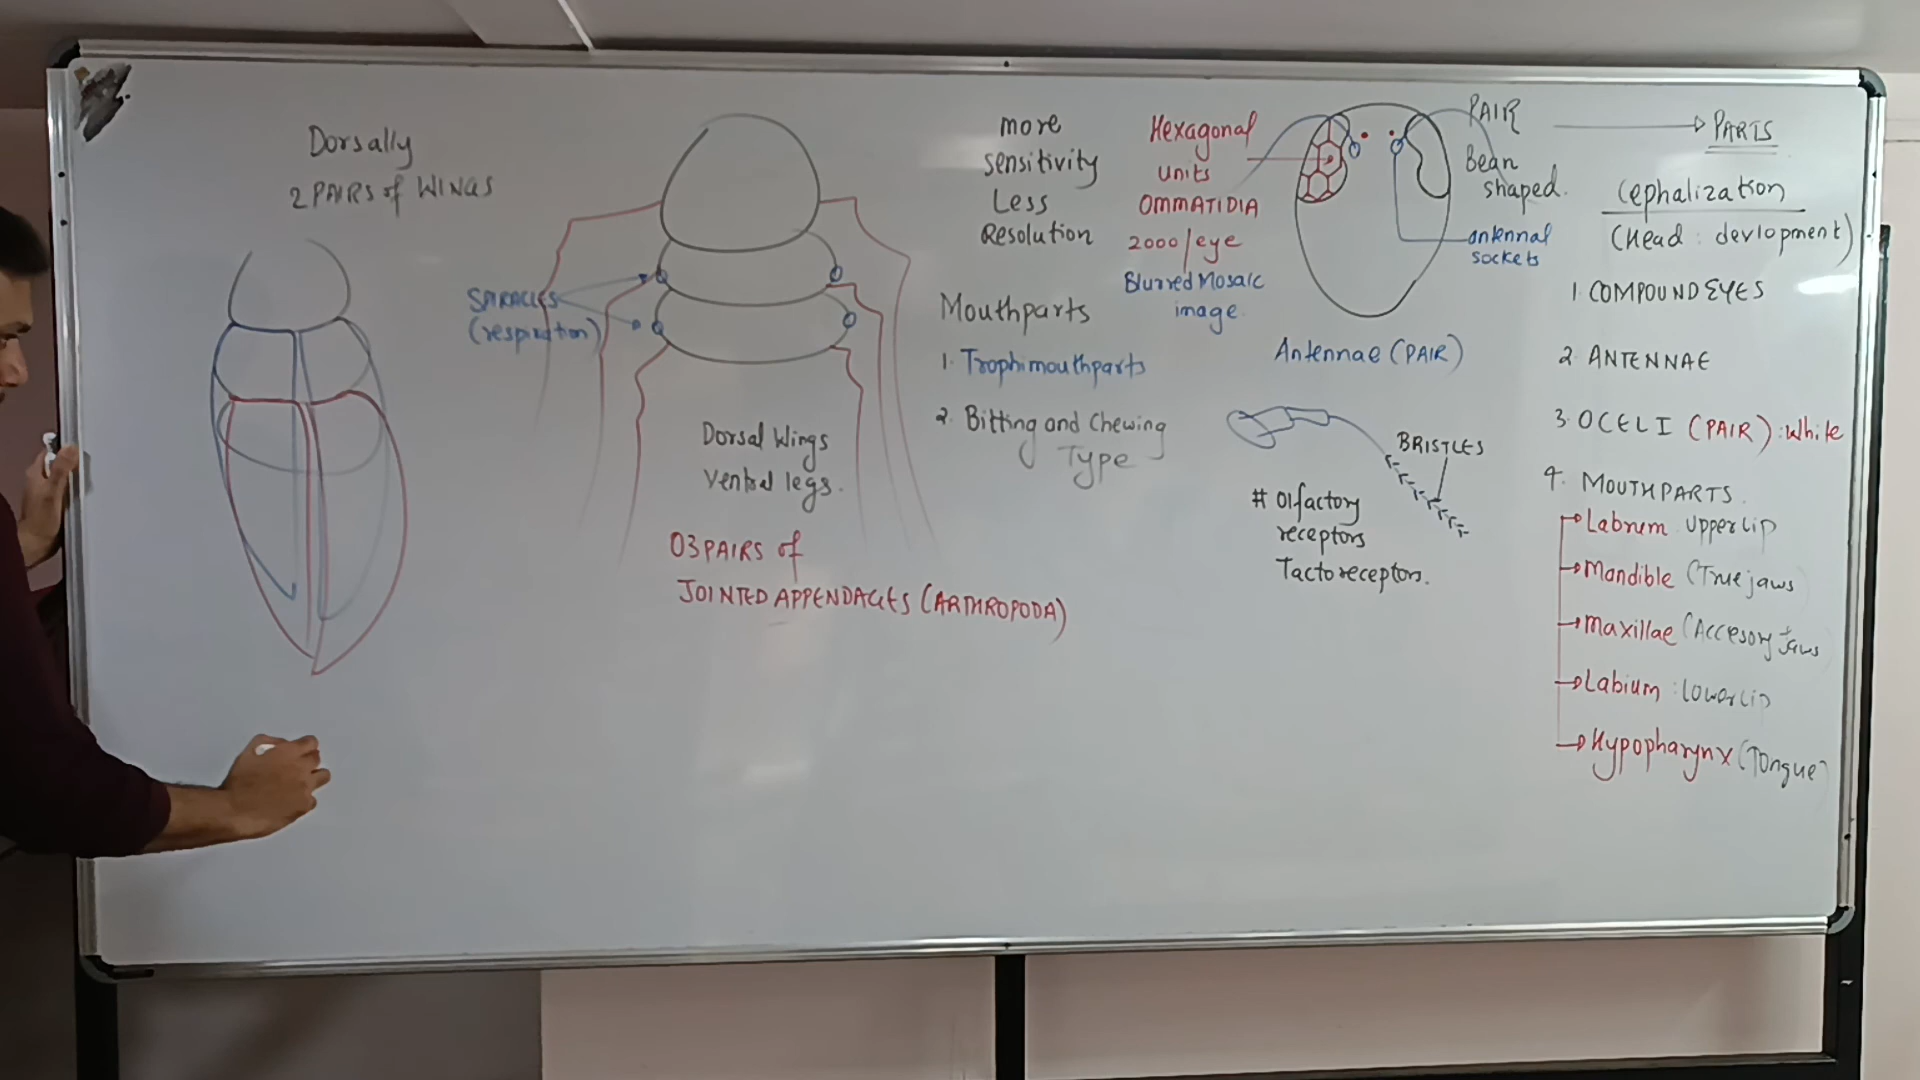 Dorsally
2 PAIRS of WINGS
SPIRACLES
(respiration)
Dorsal Wings
Ventral legs.
03 PAIRS of
JOINTED APPENDAGES (ARTHROPODA)
more
sensitivity
Less
Resolution
Mouthparts
1. Trophimouthparts
2. Bitting and Chewing
Type
Hexagonal
units
OMMATIDIA
2000/eye
Blurred Mosaic
image.
PAIR
Bean
shaped.
antennal
sockets
Antennae (PAIR)
BRISTLES
# Olfactory
receptors
Tactoreceptors.
PARTS
Cephalization
(Head : devlopment)
1. COMPOUND EYES
2. ANTENNAE
3. OCELI (PAIR) : White
4. MOUTHPARTS.
Labrum upper lip
Mandible (True jaws
Maxillae (Accesory Jaws
Labium : lower lip
Hypopharynx (Tongue)